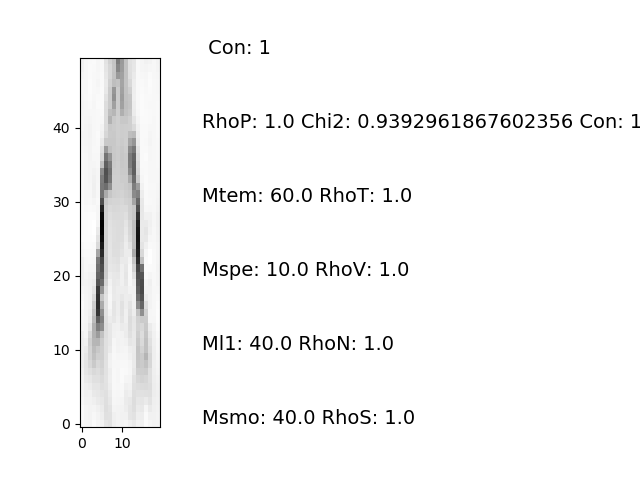 Con: 1
RhoP: 1.0 Chi2: 0.9392961867602356 Con: 1
40
Mtem: 60.0 RhoT: 1.0
30
Mspe: 10.0 RhoV: 1.0
20
Ml1: 40.0 RhoN: 1.0
10
Msmo: 40.0 RhoS: 1.0
0
0 10